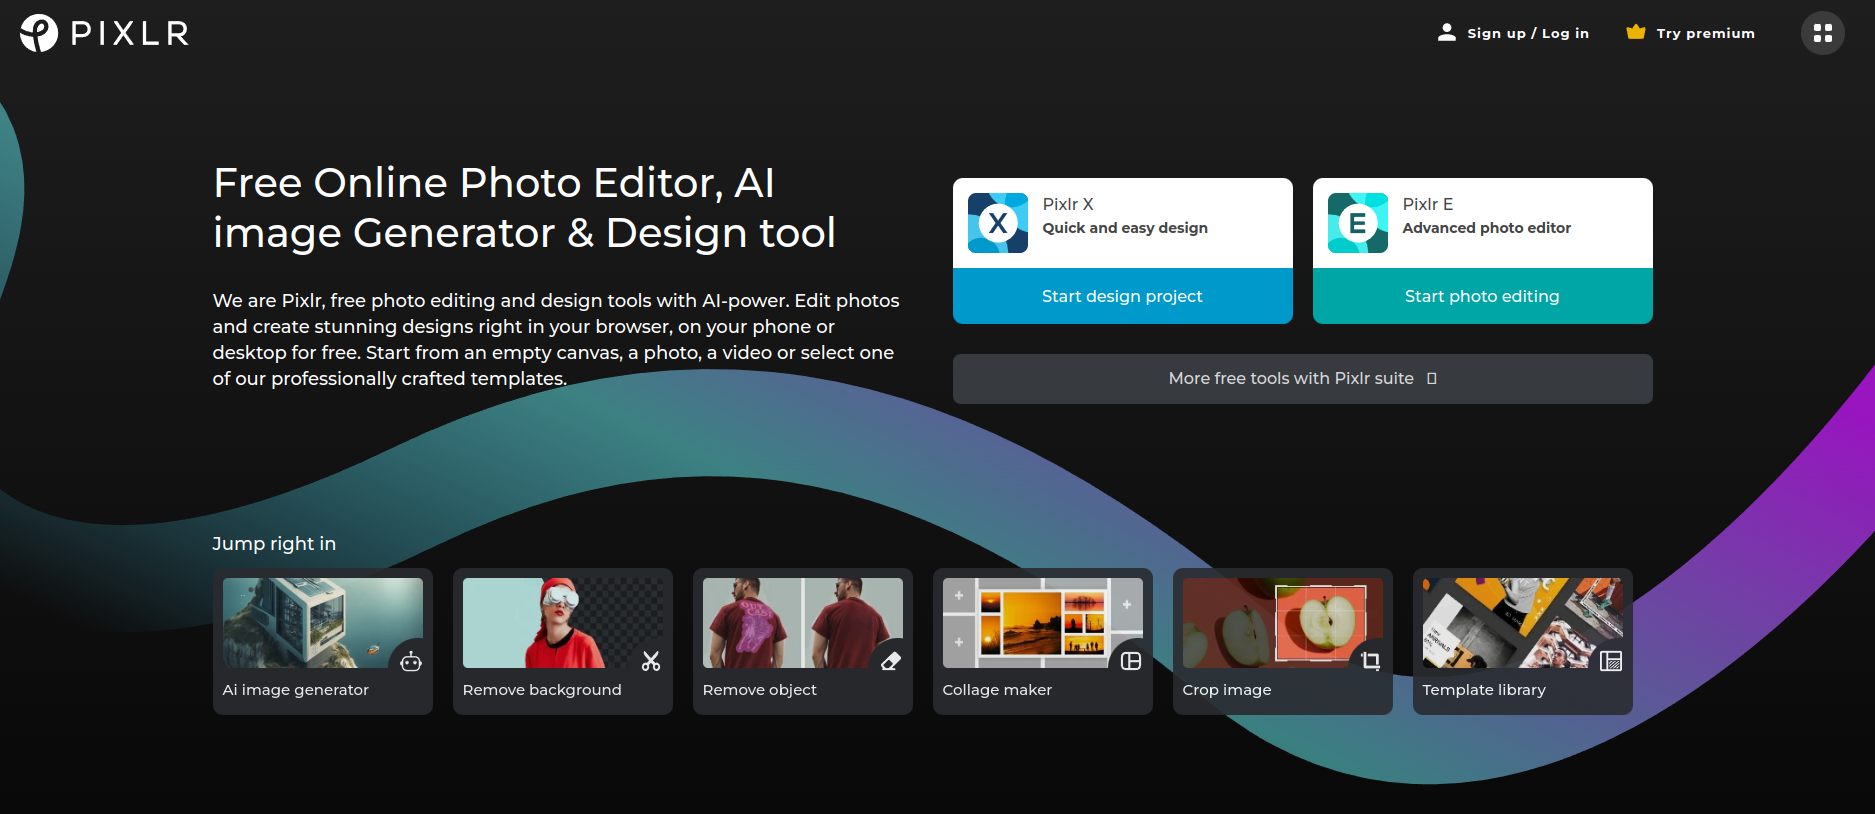 PIXLR
Sign up / Log in
Try premium
Free Online Photo Editor, AI
image Generator & Design tool
We are Pixlr, free photo editing and design tools with AI-power. Edit photos
and create stunning designs right in your browser, on your phone or
desktop for free. Start from an empty canvas, a photo, a video or select one
of our professionally crafted templates.
X
Pixlr X
Quick and easy design
Start design project
E
Pixlr E
Advanced photo editor
Start photo editing
More free tools with Pixlr suite
Jump right in
Ai image generator
Remove background
Remove object
Collage maker
Crop image
Template library